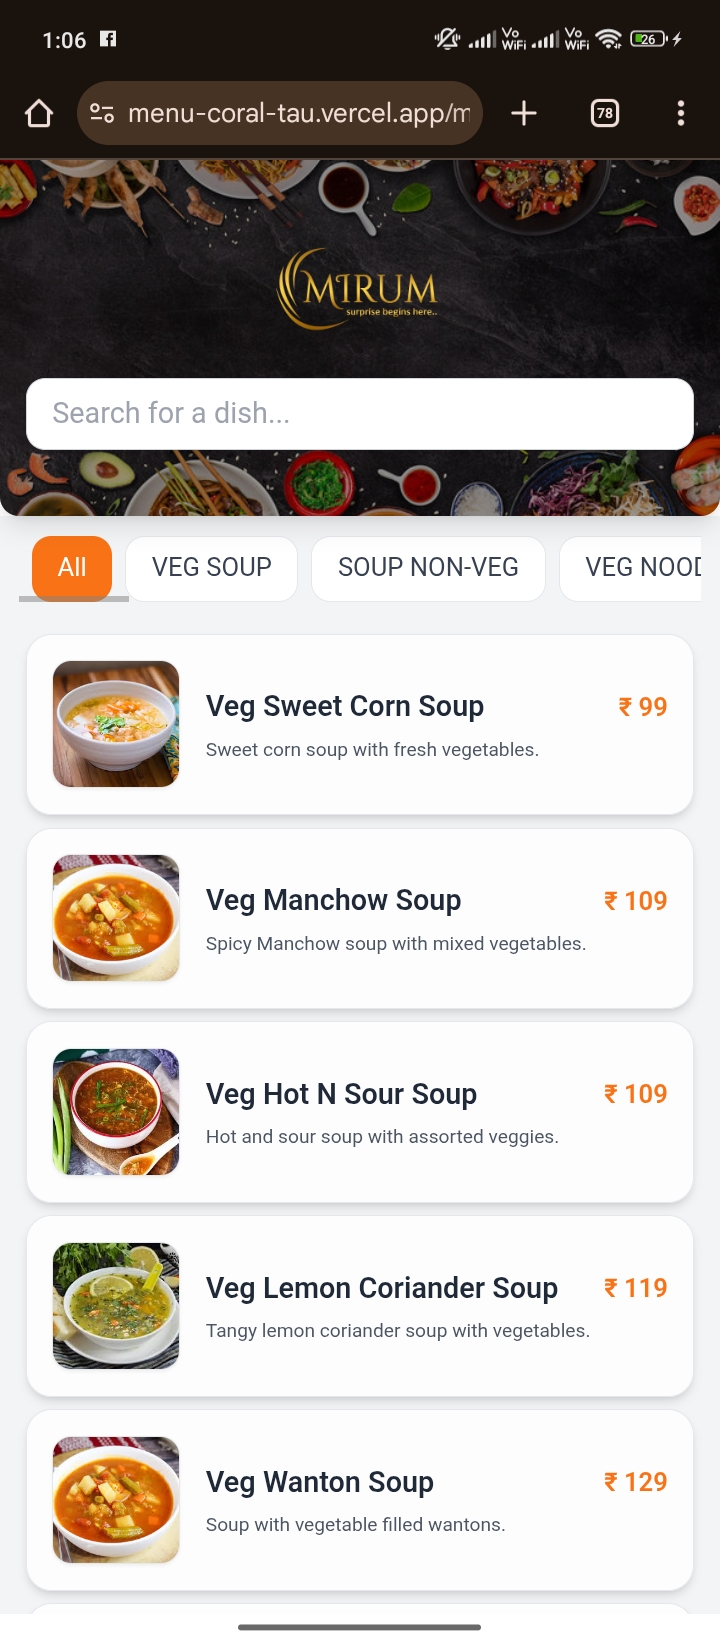 1:06
Vo
WiFi
Vo
WiFi
26
menu-coral-tau.vercel.app/m
78
MIRUM
surprise begins here..
Search for a dish...
All
VEG SOUP
SOUP NON-VEG
VEG NOOD
Veg Sweet Corn Soup
₹ 99
Sweet corn soup with fresh vegetables.
Veg Manchow Soup
₹ 109
Spicy Manchow soup with mixed vegetables.
Veg Hot N Sour Soup
₹ 109
Hot and sour soup with assorted veggies.
Veg Lemon Coriander Soup
₹ 119
Tangy lemon coriander soup with vegetables.
Veg Wanton Soup
₹ 129
Soup with vegetable filled wantons.